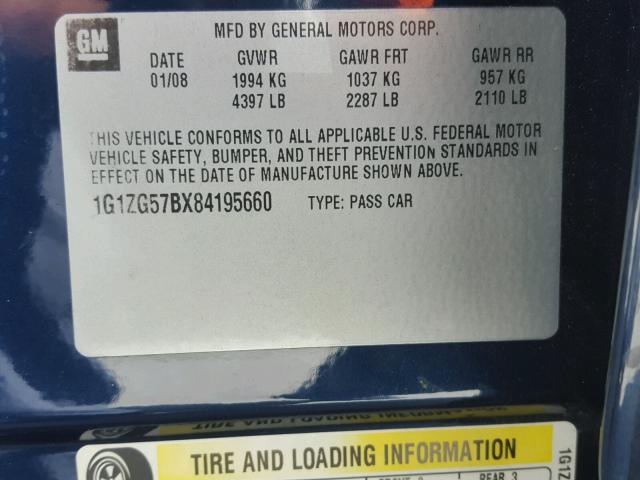 GM
MFD BY GENERAL MOTORS CORP.
DATE GVWR GAWR FRT GAWR RR
01/08 1994 KG 1037 KG 957 KG
4397 LB 2287 LB 2110 LB
THIS VEHICLE CONFORMS TO ALL APPLICABLE U.S. FEDERAL MOTOR
VEHICLE SAFETY, BUMPER, AND THEFT PREVENTION STANDARDS IN
EFFECT ON THE DATE OF MANUFACTURE SHOWN ABOVE.
1G1ZG57BX84195660 TYPE: PASS CAR
TIRE AND LOADING INFORMATION
REAR 3
1G1Z